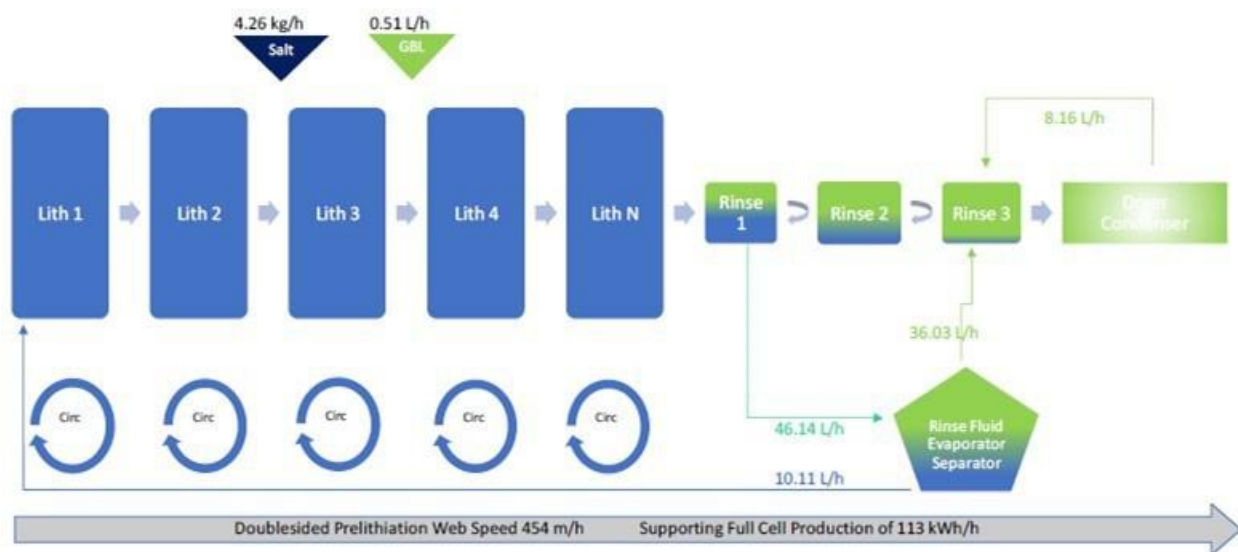 4.26 kg/h
0.51 L/h
Salt
GBL
8.16 L/h
Lith 1
Lith 2
Lith 3
Lith 4
Lith N
Rinse
1
Rinse 2
Rinse 3
Condenser
36.03 L/h
Circ
Circ
Circ
Circ
Circ
46.14 L/h
Rinse Fluid
Evaporator
Separator
10.11 L/h
Doublesided Prelithiation Web Speed 454 m/h
Supporting Full Cell Production of 113 kWh/h